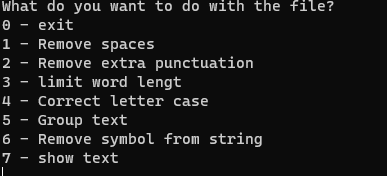 What do you want to do with the file?
0 - exit
1 - Remove spaces
2 - Remove extra punctuation
3 - limit word lengt
4 - Correct letter case
5 - Group text
6 - Remove symbol from string
7 - show text